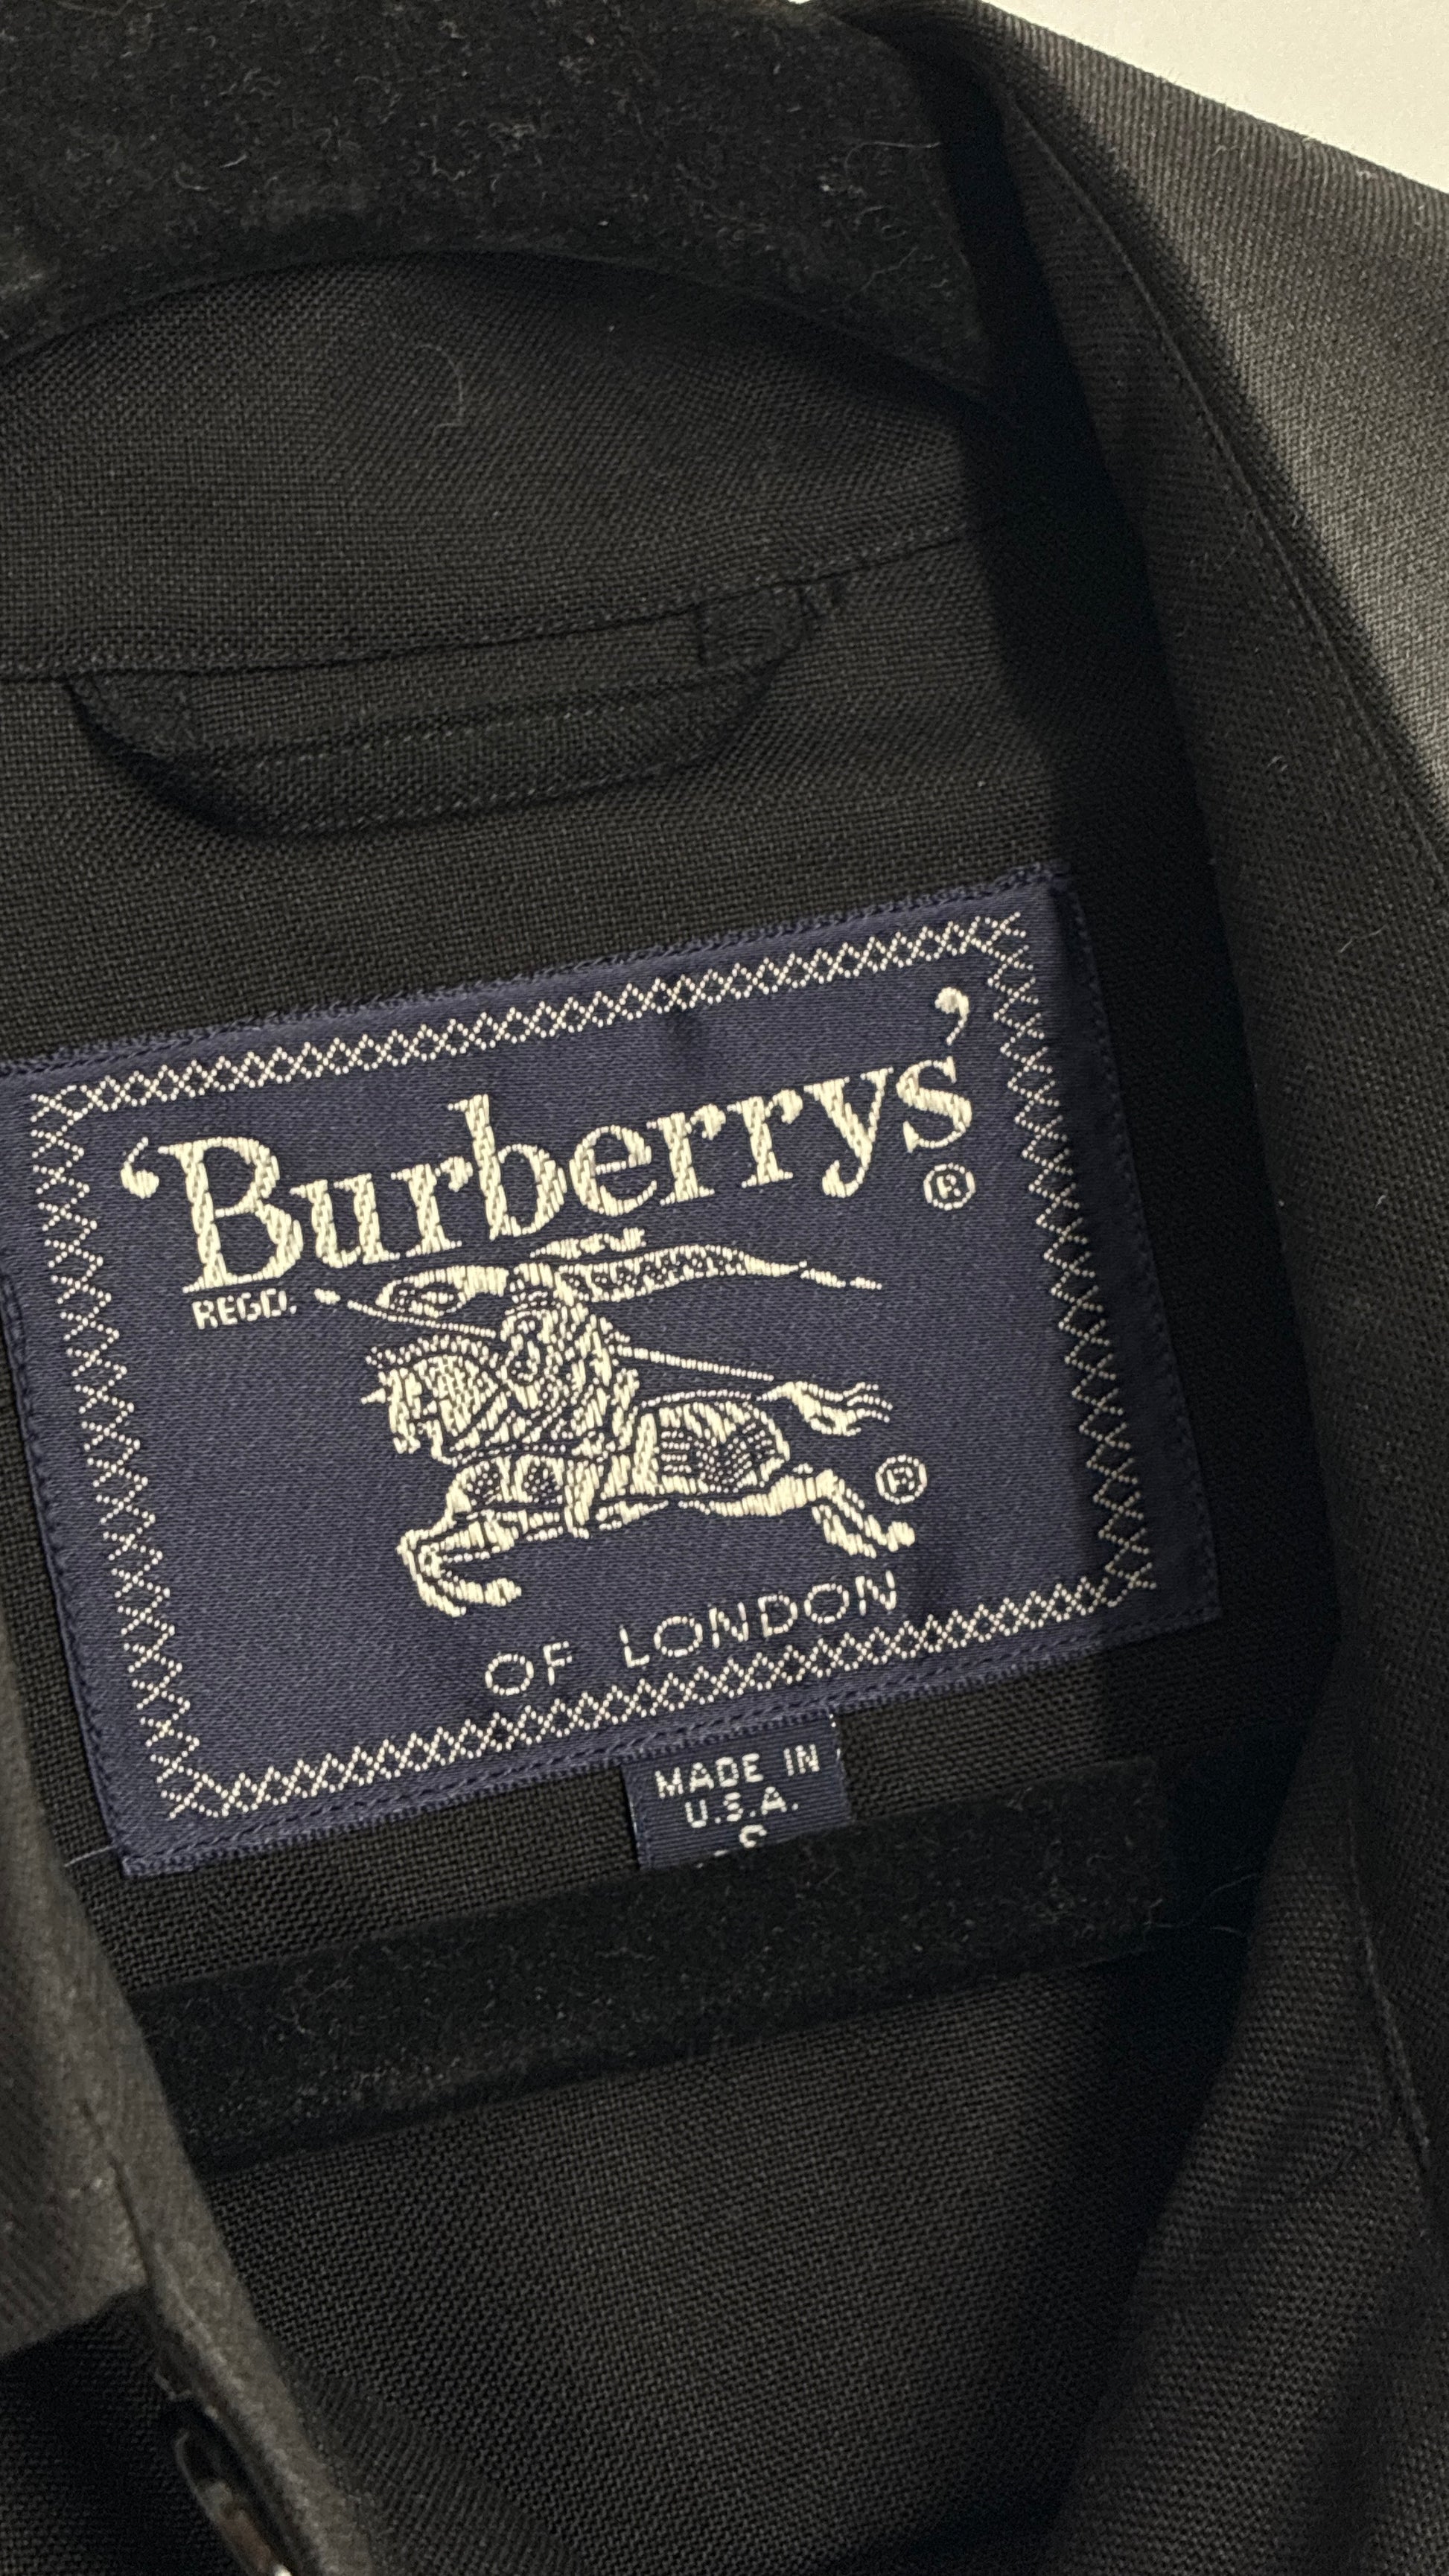 ‘Burberrys’
®
REGD.
®
OF LONDON
MADE IN
U.S.A.